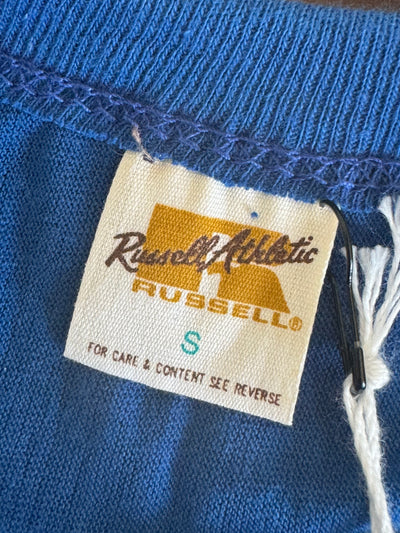 Russell Athletic
RUSSELL®
S
FOR CARE & CONTENT SEE REVERSE